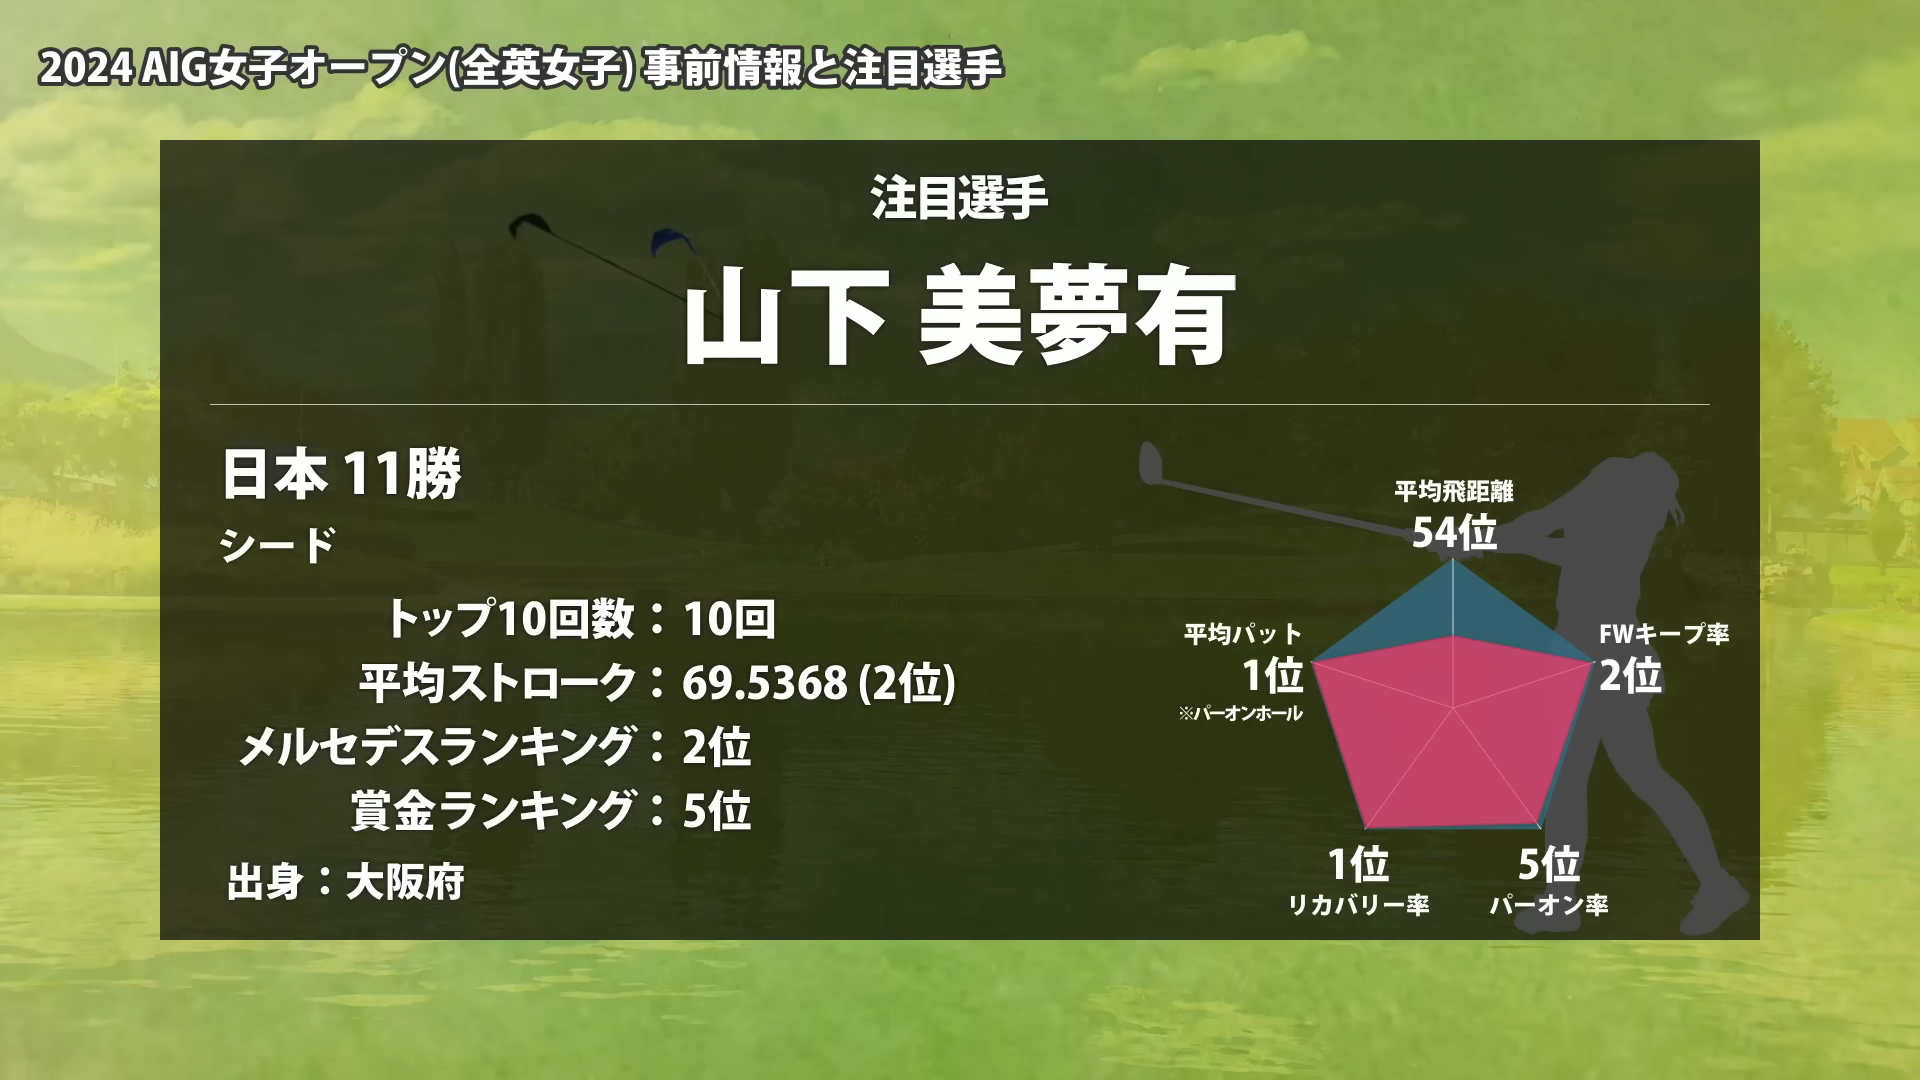 2024 AIG女子オープン(全英女子) 事前情報と注目選手
注目選手
山下 美夢有
日本 11勝
シード
トップ10回数：10回
平均ストローク：69.5368 (2位)
メルセデスランキング：2位
賞金ランキング：5位
出身：大阪府
平均飛距離
54位
平均パット
1位
※パーオンホール
FWキープ率
2位
1位
リカバリー率
5位
パーオン率